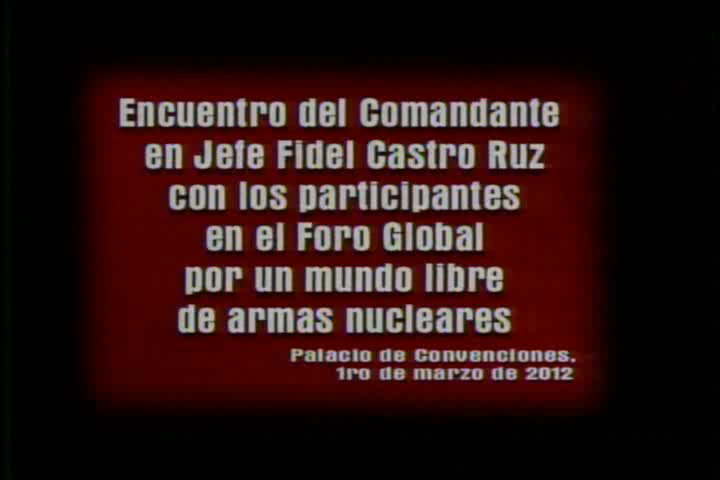 Encuentro del Comandante
en Jefe Fidel Castro Ruz
con los participantes
en el Foro Global
por un mundo libre
de armas nucleares
Palacio de Convenciones,
1ro de marzo de 2012